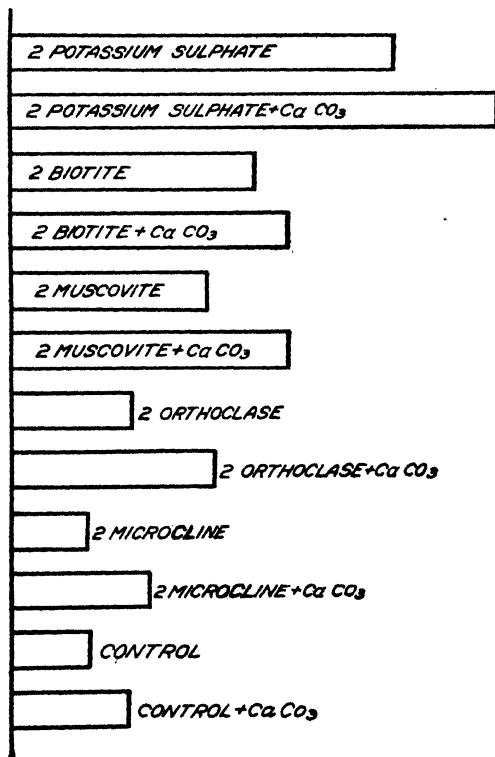 2 POTASSIUM SULPHATE
2 POTASSIUM SULPHATE+Ca CO₃
2 BIOTITE
2 BIOTITE+Ca CO₃
2 MUSCOVITE
2 MUSCOVITE+Ca CO₃
2 ORTHOCLASE
2 ORTHOCLASE+Ca CO₃
2 MICROCLINE
2 MICROCLINE+Ca CO₃
CONTROL
CONTROL+Ca Co₃